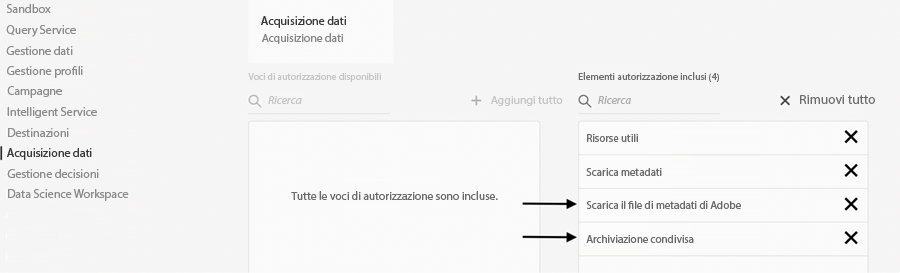 Sandbox
Query Service
Gestione dati
Gestione profili
Campagne
Intelligent Service
Destinazioni
Acquisizione dati
Gestione decisioni
Data Science Workspace
Acquisizione dati
Acquisizione dati
Voci di autorizzazione disponibili
Ricerca
Aggiungi tutto
Tutte le voci di autorizzazione sono incluse.
Elementi autorizzazione inclusi (4)
Ricerca
Rimuovi tutto
Risorse utili
Scarica metadati
Scarica il file di metadati di Adobe
Archiviazione condivisa